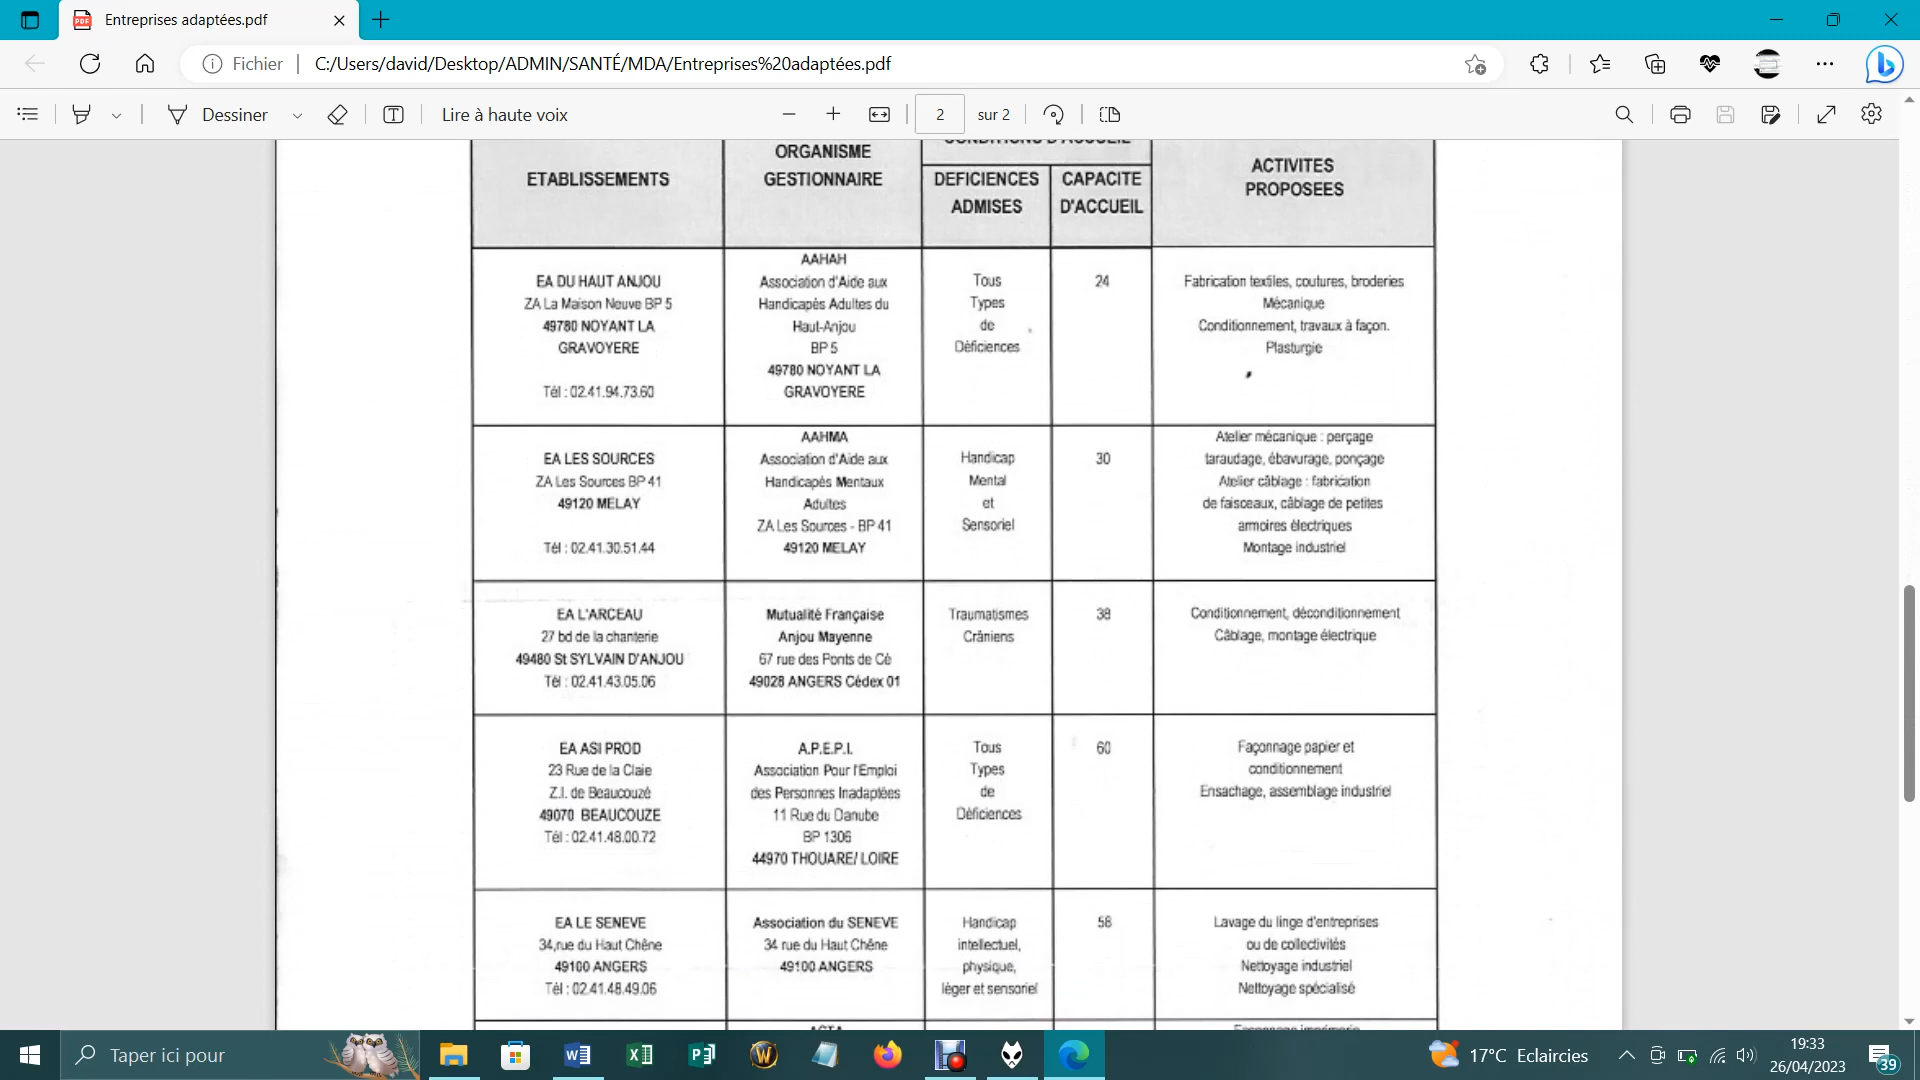 Entreprises adaptées.pdf
Fichier
C:/Users/david/Desktop/ADMIN/SANTÉ/MDA/Entreprises%20adaptées.pdf
Dessiner
Lire à haute voix
2
sur 2
CONDITIONS D'ACCUEIL
ETABLISSEMENTS
ORGANISME
GESTIONNAIRE
DEFICIENCES
ADMISES
CAPACITE
D'ACCUEIL
ACTIVITES
PROPOSEES
EA DU HAUT ANJOU
ZA La Maison Neuve BP 5
49780 NOYANT LA
GRAVOYERE
Tél : 02.41.94.73.60
AAHAH
Association d'Aide aux
Handicapés Adultes du
Haut-Anjou
BP 5
49780 NOYANT LA
GRAVOYERE
Tous
Types
de
Déficiences
24
Fabrication textiles, coutures, broderies
Mécanique
Conditionnement, travaux à façon.
Plasturgie
EA LES SOURCES
ZA Les Sources BP 41
49120 MELAY
Tél : 02.41.30.51.44
AAHMA
Association d'Aide aux
Handicapés Mentaux
Adultes
ZA Les Sources - BP 41
49120 MELAY
Handicap
Mental
et
Sensoriel
30
Atelier mécanique : perçage
taraudage, ébavurage, ponçage
Atelier câblage : fabrication
de faisceaux, câblage de petites
armoires électriques
Montage industriel
EA L'ARCEAU
27 bd de la chanterie
49480 St SYLVAIN D'ANJOU
Tél : 02.41.43.05.06
Mutualité Française
Anjou Mayenne
67 rue des Ponts de Cé
49028 ANGERS Cédex 01
Traumatismes
Crâniens
38
Conditionnement, déconditionnement
Câblage, montage électrique
EA ASI PROD
23 Rue de la Claie
Z.I. de Beaucouzé
49070 BEAUCOUZE
Tél : 02.41.48.00.72
A.P.E.P.I.
Association Pour l'Emploi
des Personnes Inadaptées
11 Rue du Danube
BP 1306
44970 THOUARE/ LOIRE
Tous
Types
de
Déficiences
60
Façonnage papier et
conditionnement
Ensachage, assemblage industriel
EA LE SENEVE
34,rue du Haut Chêne
49100 ANGERS
Tél : 02.41.48.49.06
Association du SENEVE
34 rue du Haut Chêne
49100 ANGERS
Handicap
intellectuel,
physique,
léger et sensoriel
58
Lavage du linge d'entreprises
ou de collectivités
Nettoyage industriel
Nettoyage spécialisé
ACTA
Façonnage imprimerie
Taper ici pour
17°C Eclaircies
19:33
26/04/2023
39